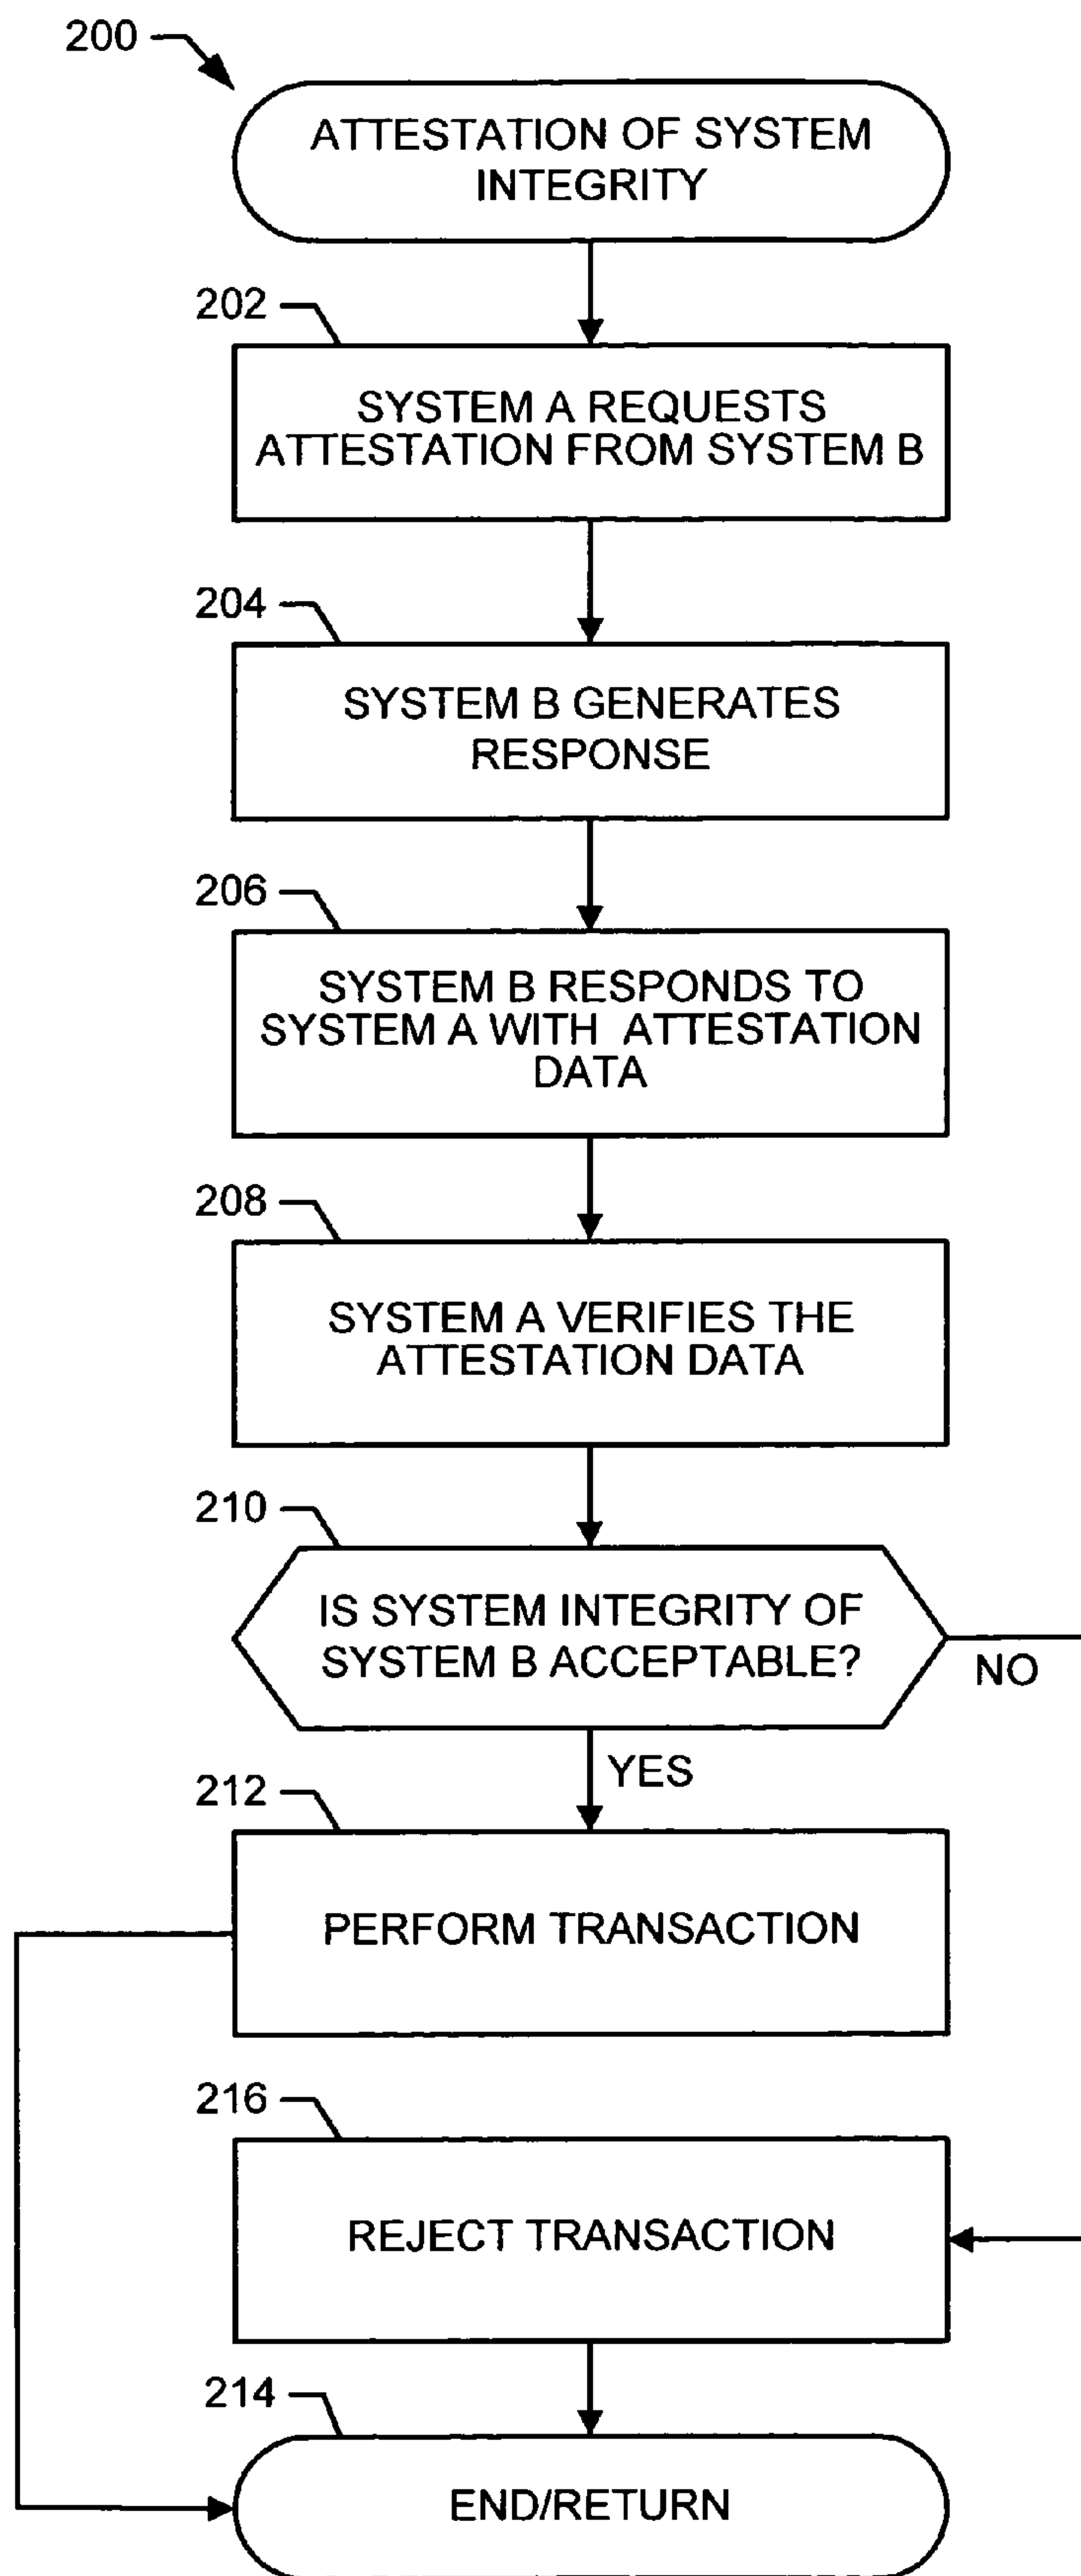 200
ATTESTATION OF SYSTEM
INTEGRITY
202
SYSTEM A REQUESTS
ATTESTATION FROM SYSTEM B
204
SYSTEM B GENERATES
RESPONSE
206
SYSTEM B RESPONDS TO
SYSTEM A WITH ATTESTATION
DATA
208
SYSTEM A VERIFIES THE
ATTESTATION DATA
210
IS SYSTEM INTEGRITY OF
SYSTEM B ACCEPTABLE?
NO
YES
212
PERFORM TRANSACTION
216
REJECT TRANSACTION
214
END/RETURN